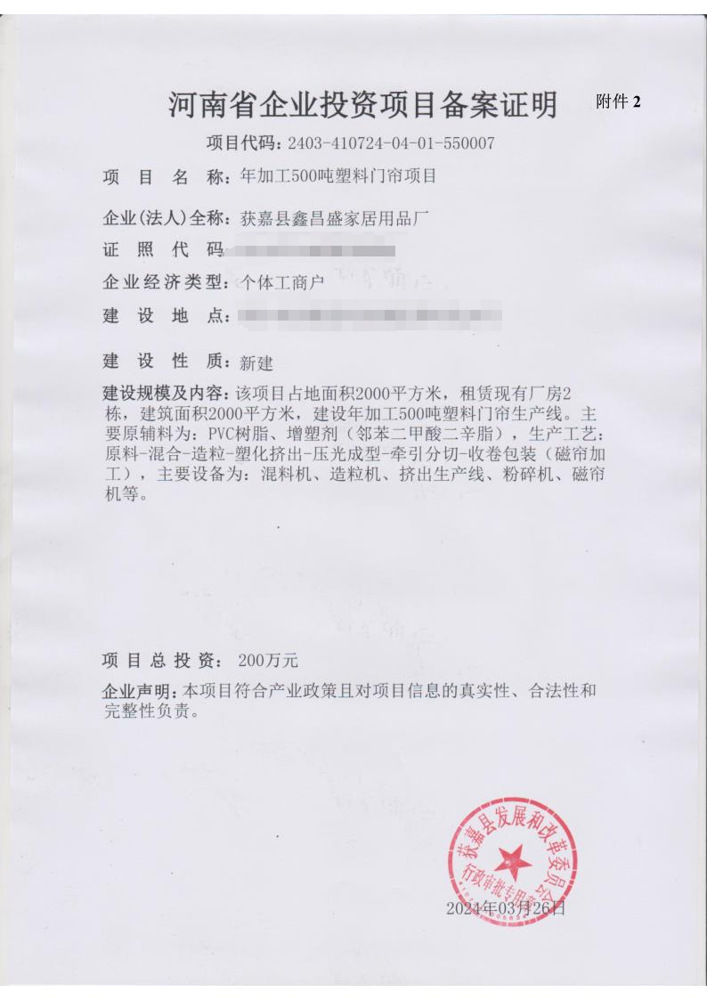 河南省企业投资项目备案证明
附件 2
项目代码：2403-410724-04-01-550007
项目名称：年加工500吨塑料门帘项目
企业(法人)全称：获嘉县鑫昌盛家居用品厂
证照代码
企业经济类型：个体工商户
建设地点：
建设性质：新建
建设规模及内容：该项目占地面积2000平方米，租赁现有厂房2
栋，建筑面积2000平方米，建设年加工500吨塑料门帘生产线。主
要原辅料为：PVC树脂、增塑剂（邻苯二甲酸二辛脂），生产工艺：
原料-混合-造粒-塑化挤出-压光成型-牵引分切-收卷包装（磁帘加
工），主要设备为：混料机、造粒机、挤出生产线、粉碎机、磁帘
机等。
项目总投资：200万元
企业声明：本项目符合产业政策且对项目信息的真实性、合法性和
完整性负责。
获嘉县发展和改革委员会
行政审批专用章
2024年03月26日